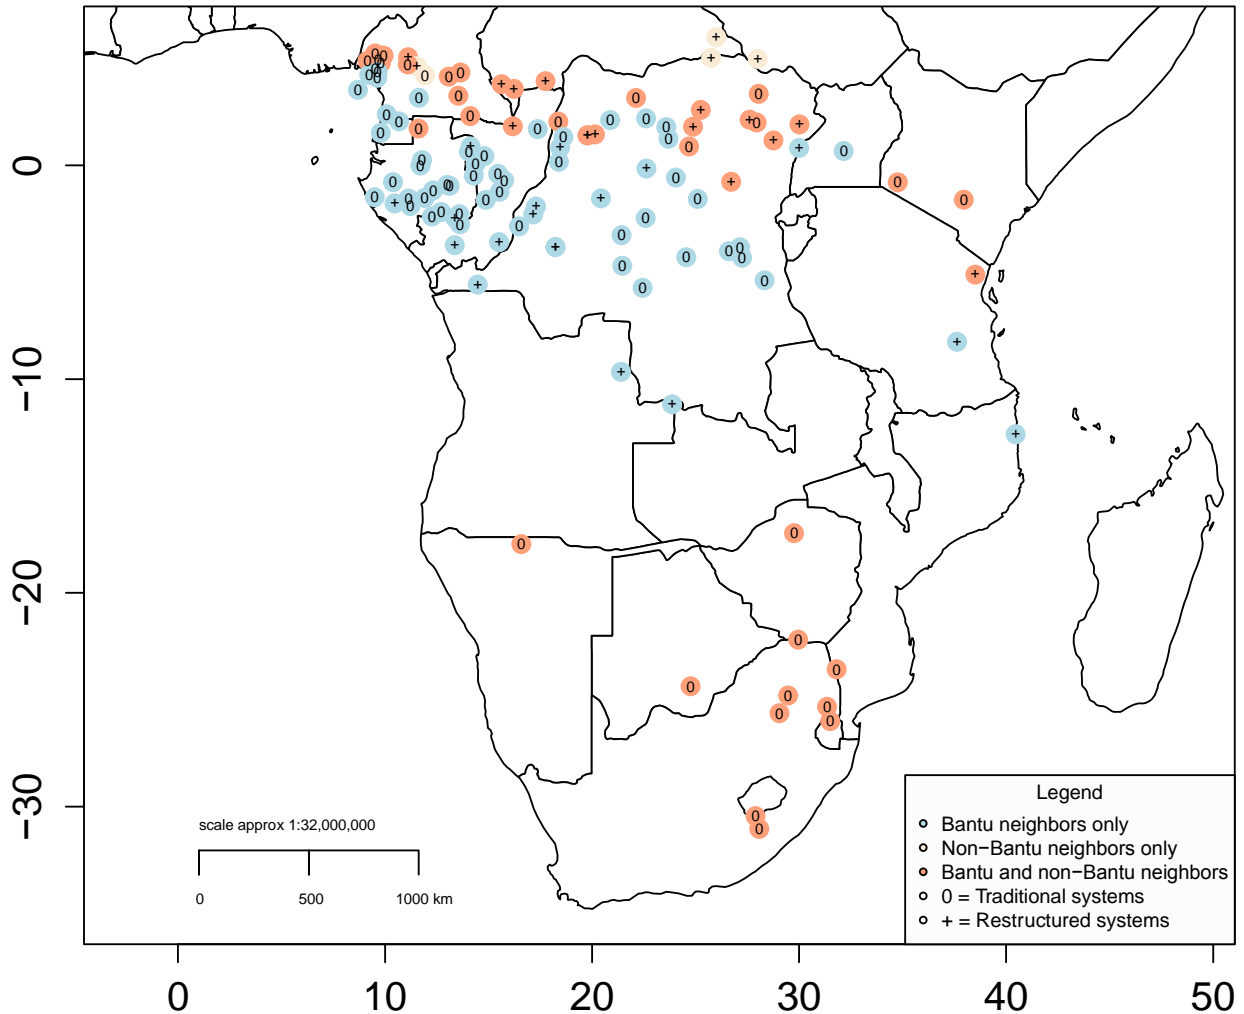 0
−10
−20
−30
0
10
20
30
40
50
scale approx 1:32,000,000
0
500
1000 km
Legend
Bantu neighbors only
Non−Bantu neighbors only
Bantu and non−Bantu neighbors
0 = Traditional systems
+ = Restructured systems